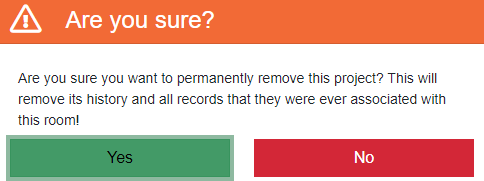 Are you sure?
Are you sure you want to permanently remove this project? This will
remove its history and all records that they were ever associated with
this room!
Yes
No